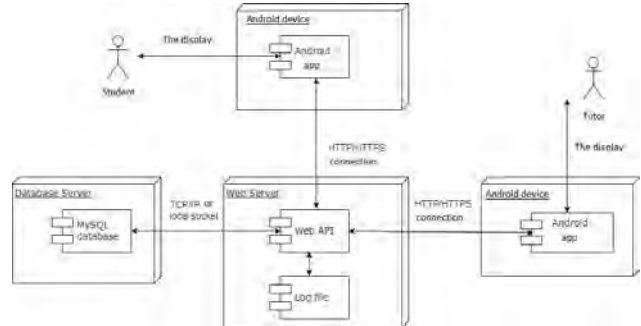 Android device
The display
Android
app
Student
Tutor
HTTP/HTTPS
connection
The display
Database Server
Web Server
Android device
TCP/IP or
loop socket
HTTP/HTTPS
connection
MySQL
database
Web API
Android
app
Log file